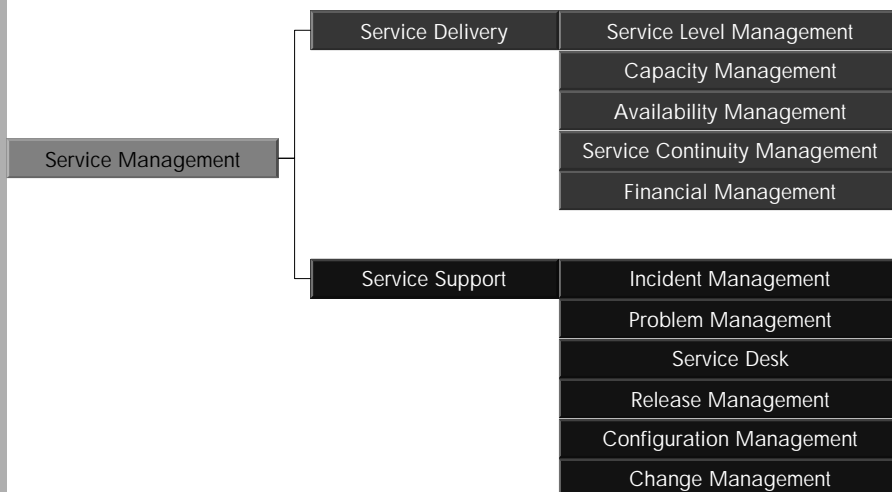 Service Delivery
Service Level Management
Capacity Management
Availability Management
Service Management
Service Continuity Management
Financial Management
Service Support
Incident Management
Problem Management
Service Desk
Release Management
Configuration Management
Change Management